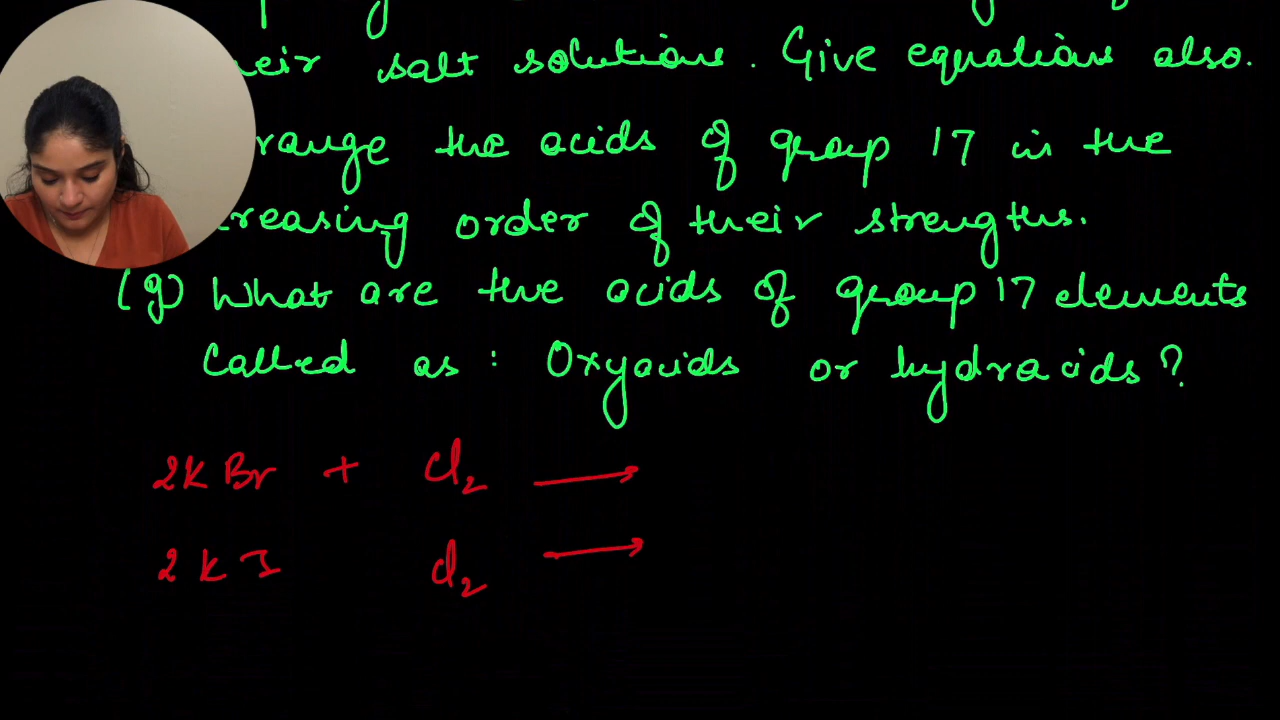 their salt solutions. Give equations also.
range the acids of group 17 in the
creasing order of their strengths.
(g) What are the acids of group 17 elements
called as : Oxyacids or hydracids ?
2KBr + Cl₂ →
2KI Cl₂ →